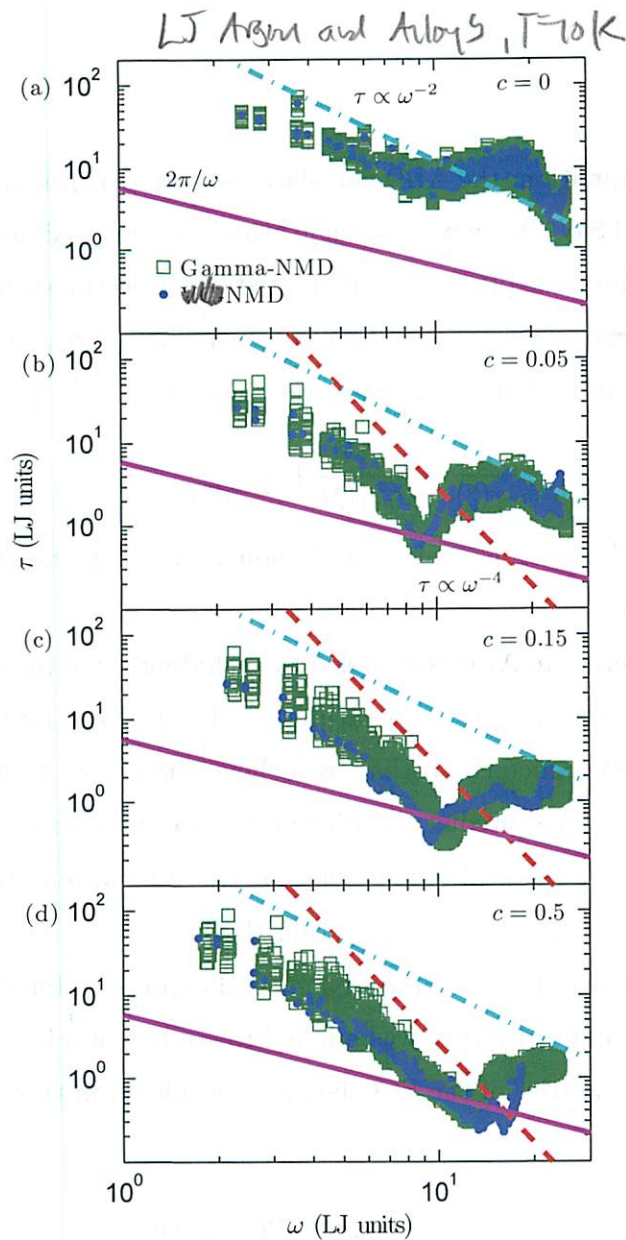 LJ Argon and Alloys, T=10K
(a)
10²
τ ∝ ω⁻²
c = 0
10¹
2π/ω
10⁰
Gamma-NMD
NMD
(b)
10²
c = 0.05
10¹
10⁰
τ (LJ units)
τ ∝ ω⁻⁴
(c)
10²
c = 0.15
10¹
10⁰
(d)
10²
c = 0.5
10¹
10⁰
10⁰ 10¹
ω (LJ units)